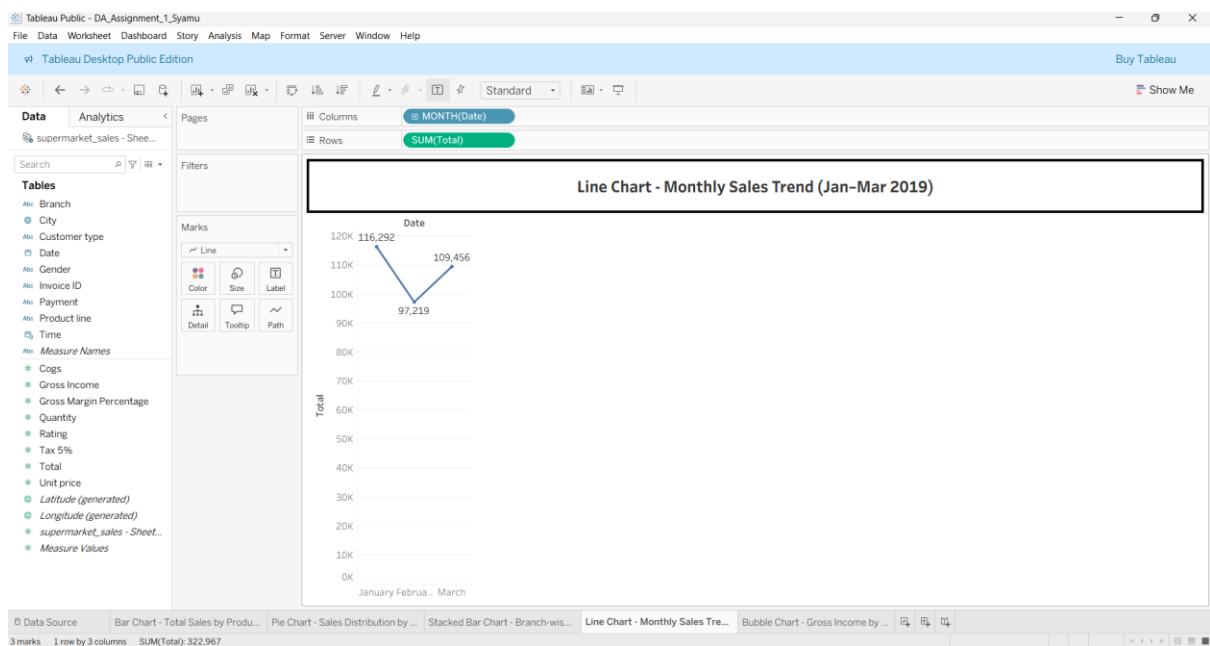 Tableau Public - DA_Assignment_1_Syamu
File Data Worksheet Dashboard Story Analysis Map Format Server Window Help
Tableau Desktop Public Edition
Buy Tableau
Standard
Show Me
Data Analytics
supermarket_sales - Shee...
Search
Tables
Abc Branch
City
Abc Customer type
Date
Abc Gender
Abc Invoice ID
Abc Payment
Abc Product line
Time
Abc Measure Names
# Cogs
# Gross Income
# Gross Margin Percentage
# Quantity
# Rating
# Tax 5%
# Total
# Unit price
Latitude (generated)
Longitude (generated)
# supermarket_sales - Sheet...
# Measure Values
Pages
Filters
Marks
Line
Color Size Label
Detail Tooltip Path
Columns MONTH(Date)
Rows SUM(Total)
Line Chart - Monthly Sales Trend (Jan–Mar 2019)
Date
120K
110K
100K
90K
80K
70K
60K
50K
40K
30K
20K
10K
0K
Total
116,292
109,456
97,219
January Februa.. March
Data Source Bar Chart - Total Sales by Produ... Pie Chart - Sales Distribution by ... Stacked Bar Chart - Branch-wis... Line Chart - Monthly Sales Tre... Bubble Chart - Gross Income by ...
3 marks 1 row by 3 columns SUM(Total): 322,967